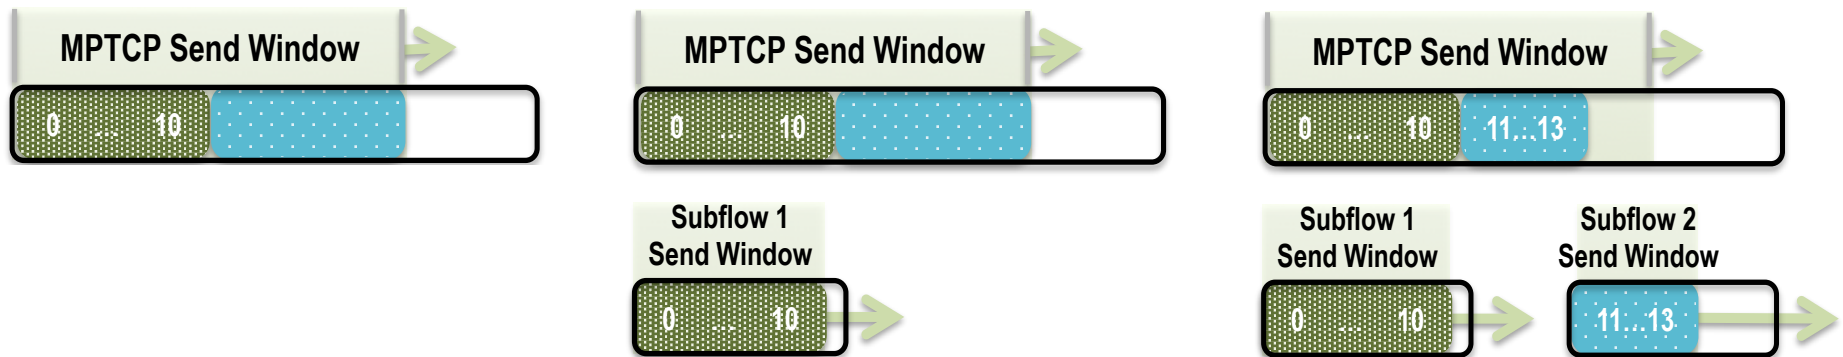 MPTCP Send Window
0 ... 10
MPTCP Send Window
0 ... 10
Subflow 1
Send Window
0 ... 10
MPTCP Send Window
0 ... 10 11...13
Subflow 1
Send Window
0 ... 10
Subflow 2
Send Window
11...13